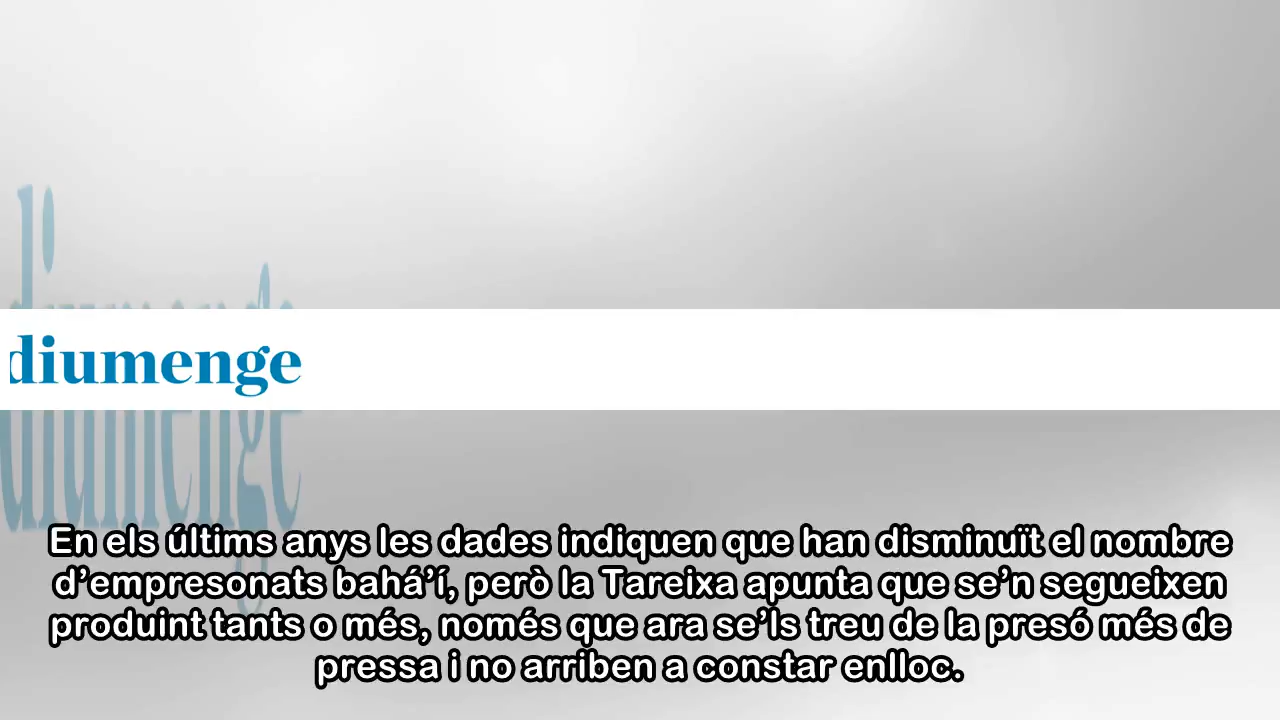 diumenge
En els últims anys les dades indiquen que han disminuït el nombre
d’empresonats bahá’í, però la Tareixa apunta que se’n segueixen
produint tants o més, només que ara se’ls treu de la presó més de
pressa i no arriben a constar enlloc.